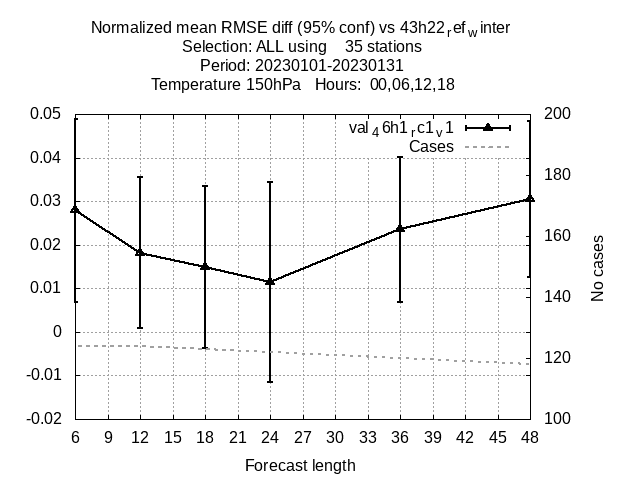 Normalized mean RMSE diff (95% conf) vs 43h22refwinter
Selection: ALL using    35 stations
Period: 20230101-20230131
Temperature 150hPa   Hours:  00,06,12,18
0.05
0.04
0.03
0.02
0.01
0
-0.01
-0.02
val46h1rc1v1
Cases
200
180
160
140
120
100
No cases
6 9 12 15 18 21 24 27 30 33 36 39 42 45 48
Forecast length